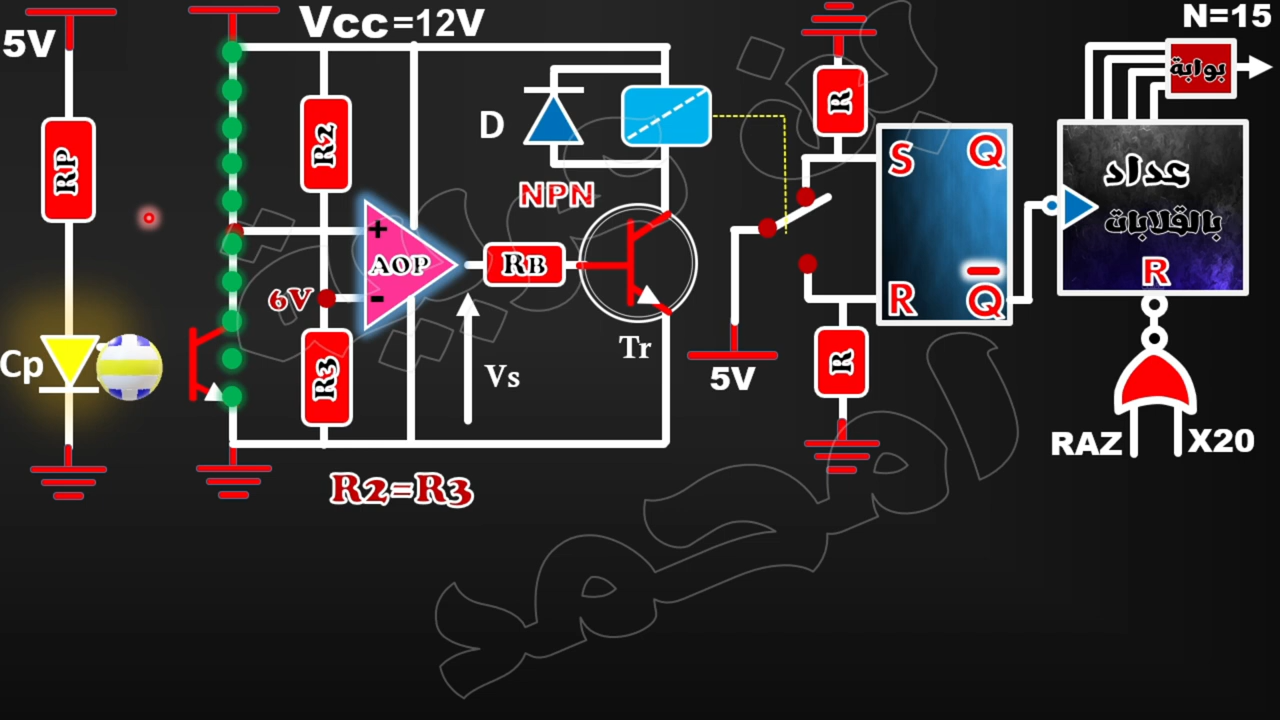 5V
Vcc=12V
N=15
بوابة
RP
R2
D
R
S
Q
عداد
بالقلابات
NPN
+
AOP
-
RB
6V
R
Q
R
Cp
R3
Tr
R
Vs
5V
RAZ
X20
R2=R3